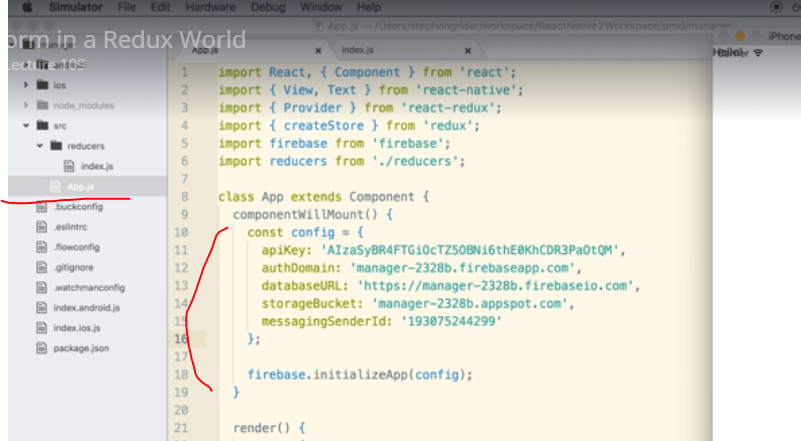 Simulator File Edit Hardware Debug Window Help
App.js — /Users/stephengrider/workspace/ReactNative2Workspace/prod/manager
iPhone
orm in a Redux World
Lecture 109
App.js
index.js
Hello!
ios
node_modules
src
reducers
index.js
App.js
.buckconfig
.eslintrc
.flowconfig
.gitignore
.watchmanconfig
index.android.js
index.ios.js
package.json
1 import React, { Component } from 'react';
2 import { View, Text } from 'react-native';
3 import { Provider } from 'react-redux';
4 import { createStore } from 'redux';
5 import firebase from 'firebase';
6 import reducers from './reducers';
7
8 class App extends Component {
9 componentWillMount() {
10 const config = {
11 apiKey: 'AIzaSyBR4FTGiOcTZ5OBNi6thE0KhCDR3PaOtQM',
12 authDomain: 'manager-2328b.firebaseapp.com',
13 databaseURL: 'https://manager-2328b.firebaseio.com',
14 storageBucket: 'manager-2328b.appspot.com',
15 messagingSenderId: '193075244299'
16 };
17
18 firebase.initializeApp(config);
19 }
20
21 render() {